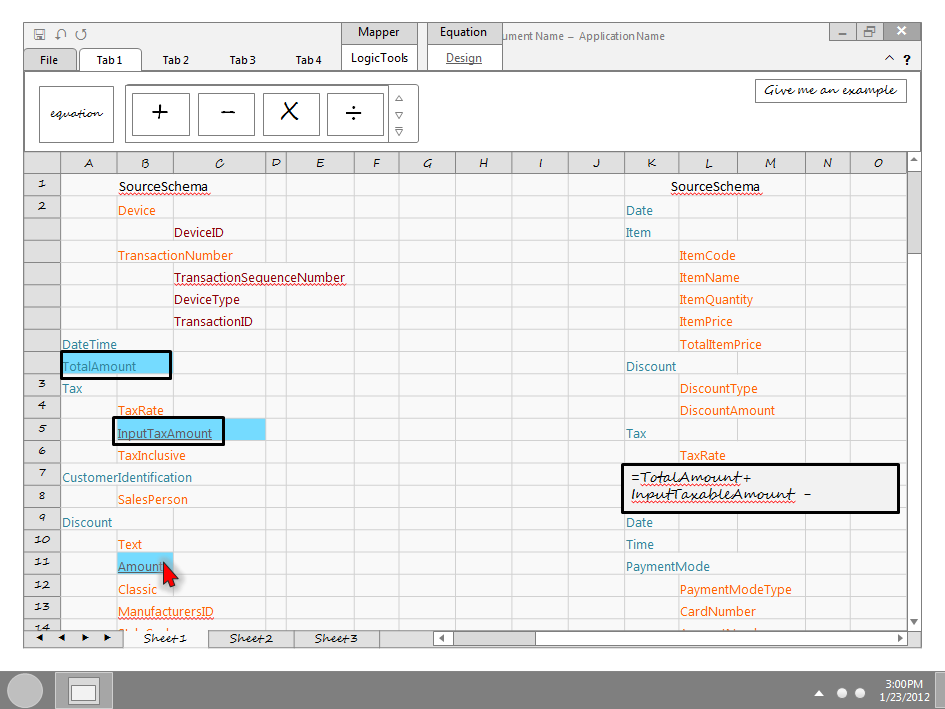 Mapper
Equation
ument Name – Application Name
File
Tab 1
Tab 2
Tab 3
Tab 4
LogicTools
Design
?
equation
+
−
X
÷
Give me an example
A B C D E F G H I J K L M N O
1 SourceSchema SourceSchema
2 Device Date
DeviceID Item
TransactionNumber ItemCode
TransactionSequenceNumber ItemName
DeviceType ItemQuantity
TransactionID ItemPrice
DateTime TotalItemPrice
TotalAmount Discount
3 Tax DiscountType
4 TaxRate DiscountAmount
5 InputTaxAmount Tax
6 TaxInclusive TaxRate
7 CustomerIdentification =TotalAmount+
8 SalesPerson InputTaxableAmount -
9 Discount Date
10 Text Time
11 Amount PaymentMode
12 Classic PaymentModeType
13 ManufacturersID CardNumber
14
Sheet1 Sheet2 Sheet3
3:00PM
1/23/2012